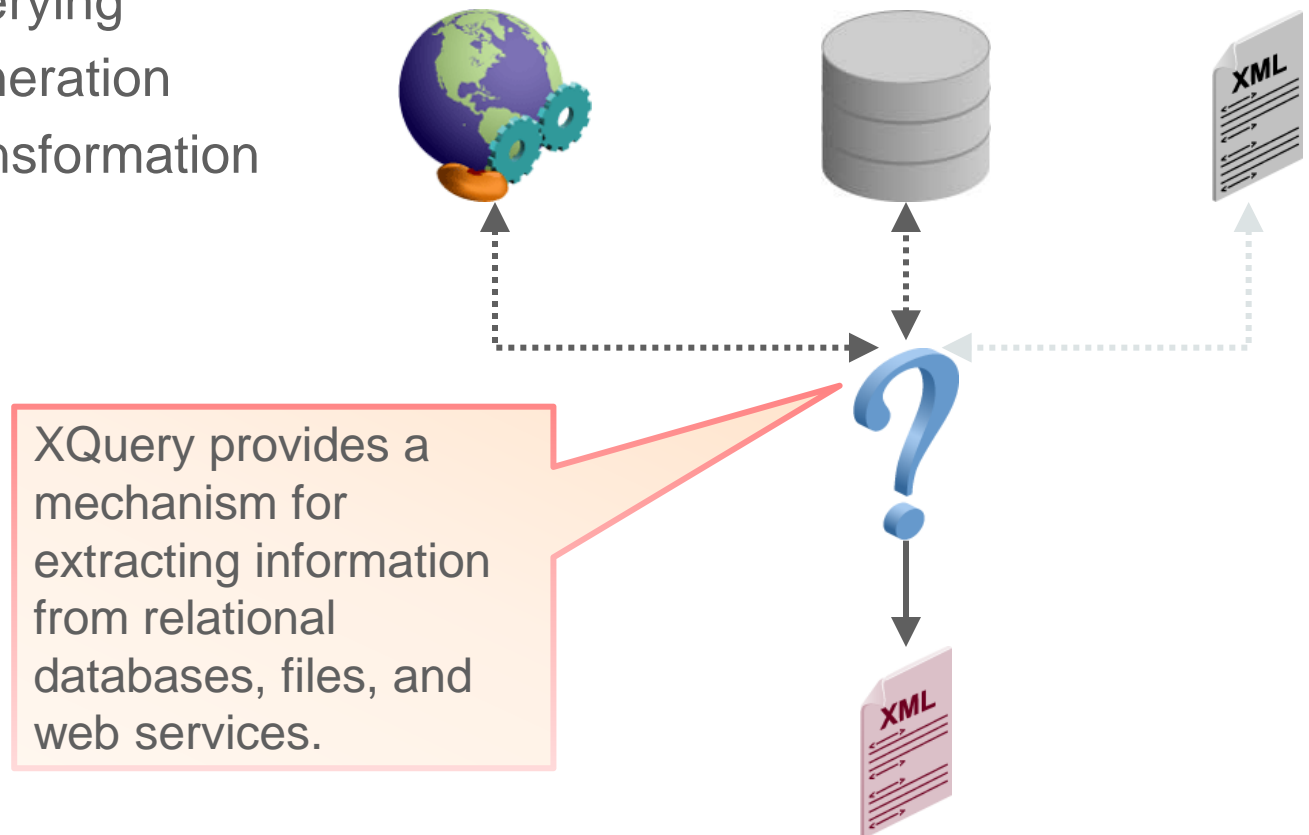 erying
neration
nsformation
XML
XQuery provides a
mechanism for
extracting information
from relational
databases, files, and
web services.
XML